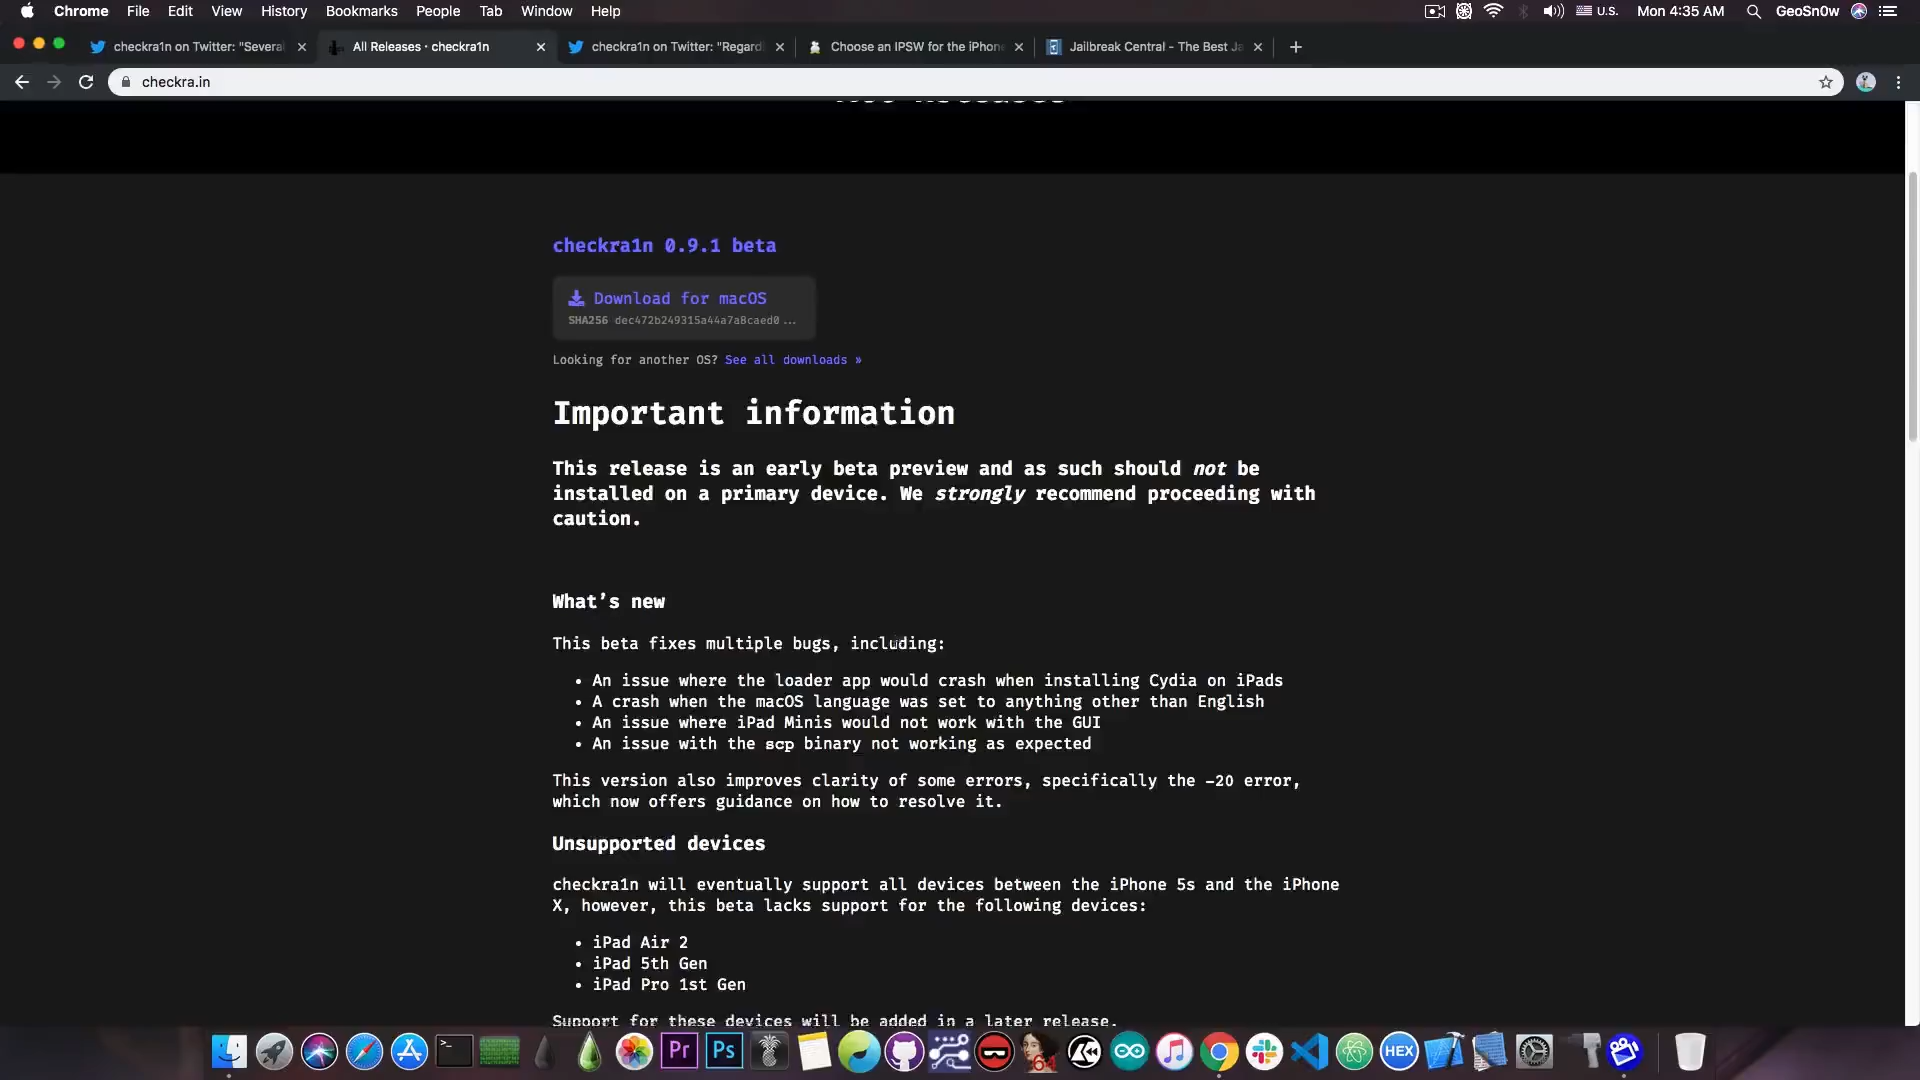 Chrome File Edit View History Bookmarks People Tab Window Help U.S. Mon 4:35 AM GeoSn0w
checkra1n on Twitter: "Severa
All Releases · checkra1n
checkra1n on Twitter: "Regard
Choose an IPSW for the iPhon
Jailbreak Central - The Best Ja
checkra.in
checkra1n 0.9.1 beta
Download for macOS
SHA256 dec472b249315a44a7a8caed0...
Looking for another OS? See all downloads »
Important information
This release is an early beta preview and as such should not be
installed on a primary device. We strongly recommend proceeding with
caution.
What's new
This beta fixes multiple bugs, including:
• An issue where the loader app would crash when installing Cydia on iPads
• A crash when the macOS language was set to anything other than English
• An issue where iPad Minis would not work with the GUI
• An issue with the scp binary not working as expected
This version also improves clarity of some errors, specifically the -20 error,
which now offers guidance on how to resolve it.
Unsupported devices
checkra1n will eventually support all devices between the iPhone 5s and the iPhone
X, however, this beta lacks support for the following devices:
• iPad Air 2
• iPad 5th Gen
• iPad Pro 1st Gen
Support for these devices will be added in a later release.
Pr Ps 64 HEX